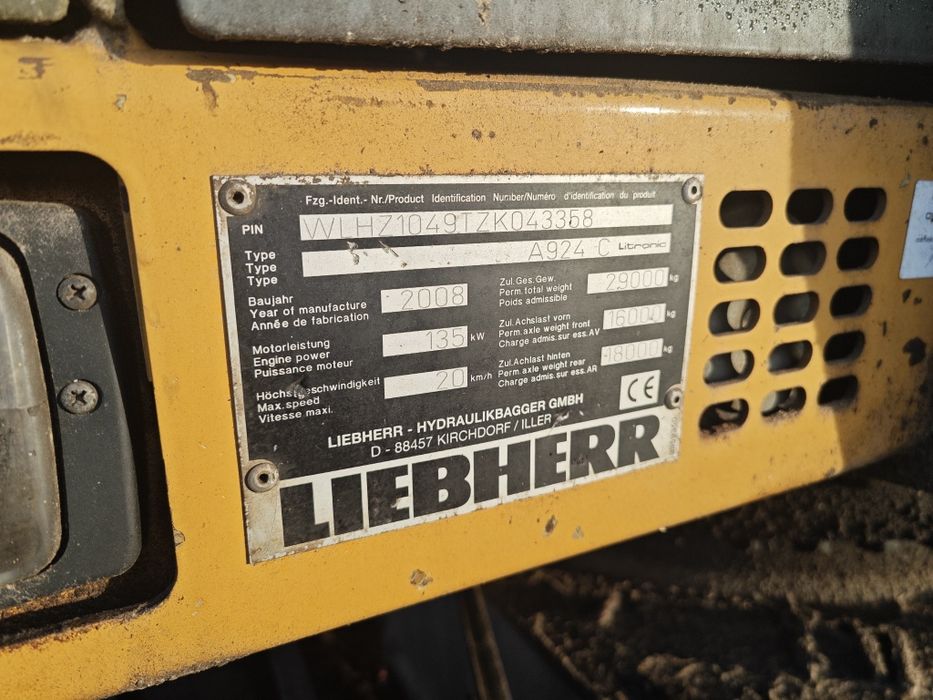 Fzg.-Ident.- Nr./Product Identification Number/Numéro d'identification du produit
PIN WLHZ1049TZK043358
Type
Type
Type
A924 C Litronic
Baujahr
Year of manufacture
Année de fabrication
2008
Zul.Ges.Gew.
Perm.total weight
Poids admissible
29000 kg
Motorleistung
Engine power
Puissance moteur
135 kW
Zul.Achslast vorn
Perm.axle weight front
Charge admis.sur ess.AV
16000 kg
Höchstgeschwindigkeit
Max.speed
Vitesse maxi.
20 km/h
Zul.Achslast hinten
Perm.axle weight rear
Charge admis.sur ess.AR
18000 kg
CE
LIEBHERR - HYDRAULIKBAGGER GMBH
D - 88457 KIRCHDORF / ILLER
LIEBHERR